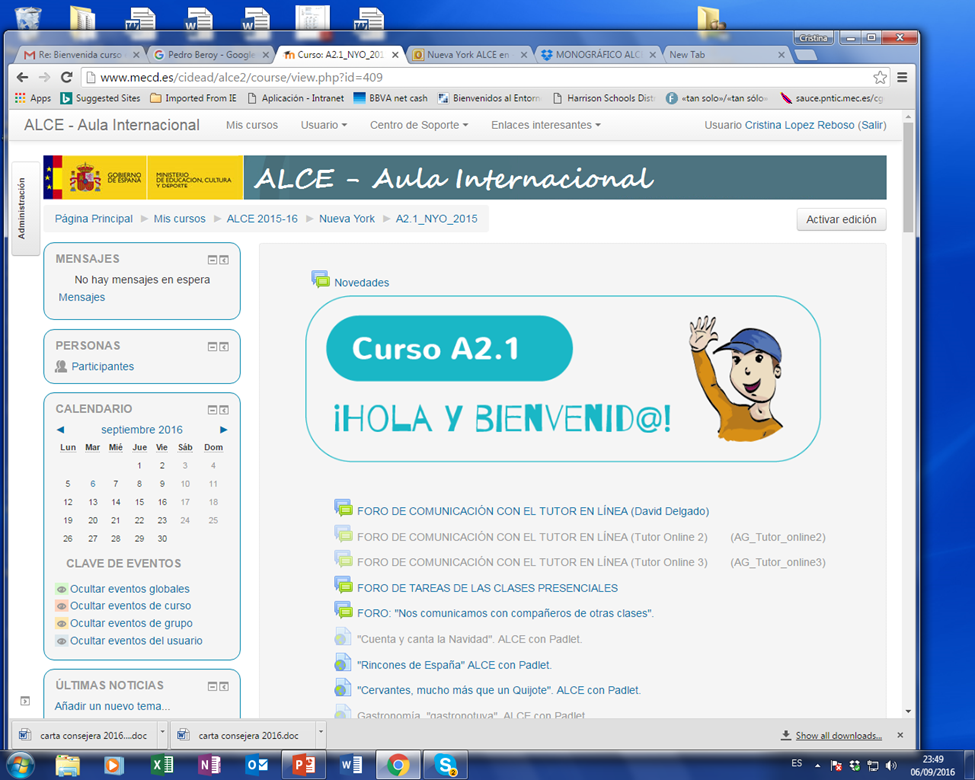 Cristina
Re: Bienvenida curso
Pedro Beroy - Google
Curso: A2.1_NYO_201
Nueva York ALCE en
MONOGRÁFICO ALC
New Tab
www.mecd.es/cidead/alce2/course/view.php?id=409
Apps
Suggested Sites
Imported From IE
Aplicación - Intranet
BBVA net cash
Bienvenidos al Entorn
Harrison Schools Dist
«tan solo»/«tan sólo»
sauce.pntic.mec.es/cg
ALCE - Aula Internacional
Mis cursos
Usuario
Centro de Soporte
Enlaces interesantes
Usuario Cristina Lopez Reboso (Salir)
Administración
GOBIERNO DE ESPAÑA
MINISTERIO DE EDUCACIÓN, CULTURA Y DEPORTE
ALCE - Aula Internacional
Página Principal
Mis cursos
ALCE 2015-16
Nueva York
A2.1_NYO_2015
Activar edición
MENSAJES
No hay mensajes en espera
Mensajes
PERSONAS
Participantes
CALENDARIO
septiembre 2016
Lun Mar Mié Jue Vie Sáb Dom
1 2 3 4
5 6 7 8 9 10 11
12 13 14 15 16 17 18
19 20 21 22 23 24 25
26 27 28 29 30
CLAVE DE EVENTOS
Ocultar eventos globales
Ocultar eventos de curso
Ocultar eventos de grupo
Ocultar eventos del usuario
ÚLTIMAS NOTICIAS
Añadir un nuevo tema...
Novedades
Curso A2.1
¡HOLA Y BIENVENID@!
FORO DE COMUNICACIÓN CON EL TUTOR EN LÍNEA (David Delgado)
FORO DE COMUNICACIÓN CON EL TUTOR EN LÍNEA (Tutor Online 2) (AG_Tutor_online2)
FORO DE COMUNICACIÓN CON EL TUTOR EN LÍNEA (Tutor Online 3) (AG_Tutor_online3)
FORO DE TAREAS DE LAS CLASES PRESENCIALES
FORO: "Nos comunicamos con compañeros de otras clases".
"Cuenta y canta la Navidad". ALCE con Padlet.
"Rincones de España" ALCE con Padlet.
"Cervantes, mucho más que un Quijote". ALCE con Padlet.
Gastronomía, "gastronotuya". ALCE con Padlet.
carta consejera 2016....doc
carta consejera 2016.doc
Show all downloads...
ES
23:49
06/09/2016